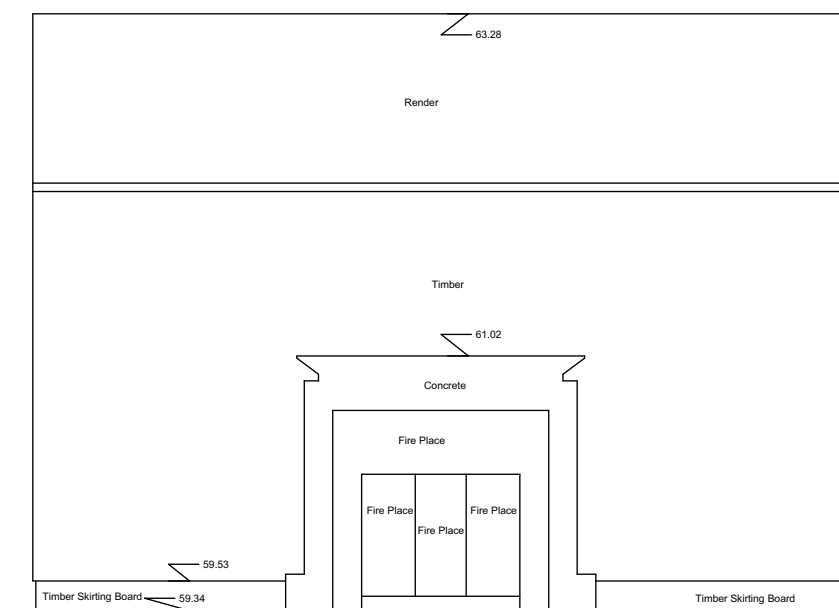 63.28
Render
Timber
61.02
Concrete
Fire Place
Fire Place
Fire Place
Fire Place
59.53
Timber Skirting Board
59.34
Timber Skirting Board